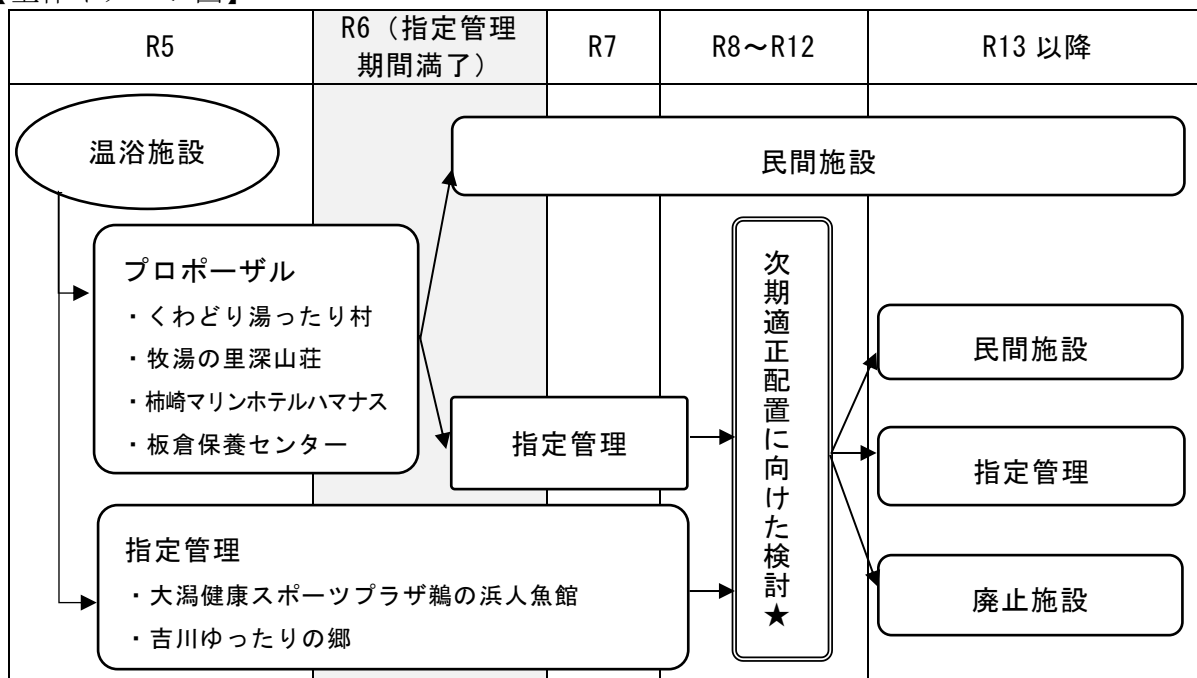 R5
R6（指定管理
期間満了）
R7
R8～R12
R13 以降
温浴施設
民間施設
プロポーザル
・くわどり湯ったり村
・牧湯の里深山荘
・柿崎マリンホテルハマナス
・板倉保養センター
指定管理
次期適正配置に向けた検討★
民間施設
指定管理
廃止施設
指定管理
・大潟健康スポーツプラザ鵜の浜人魚館
・吉川ゆったりの郷